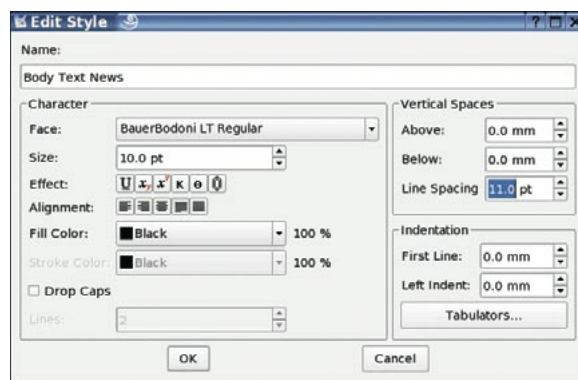 Edit Style
Name:
Body Text News
Character
Face: BauerBodoni LT Regular
Size: 10.0 pt
Effect: U x, x' K O O
Alignment:
Fill Color: Black 100 %
Stroke Color: Black 100 %
Drop Caps
Lines: 2
Vertical Spaces
Above: 0.0 mm
Below: 0.0 mm
Line Spacing 11.0 pt
Indentation
First Line: 0.0 mm
Left Indent: 0.0 mm
Tabulators...
OK Cancel